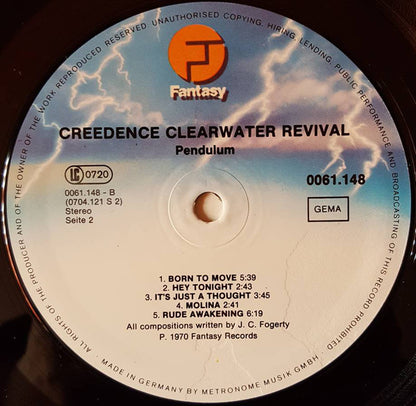 ALL RIGHTS OF THE PRODUCER AND OF THE OWNER OF THE WORK REPRODUCED RESERVED. UNAUTHORISED COPYING, HIRING, LENDING, PUBLIC PERFORMANCE AND BROADCASTING OF THIS RECORD PROHIBITED ·
Fantasy
CREEDENCE CLEARWATER REVIVAL
Pendulum
LC 0720
0061.148
0061.148 - B
(0704.121 S 2)
Stereo
Seite 2
GEMA
1. BORN TO MOVE 5:39
2. HEY TONIGHT 2:43
3. IT'S JUST A THOUGHT 3:45
4. MOLINA 2:41
5. RUDE AWAKENING 6:19
All compositions written by J. C. Fogerty
P. 1970 Fantasy Records
MADE IN GERMANY BY METRONOME MUSIK GMBH ·